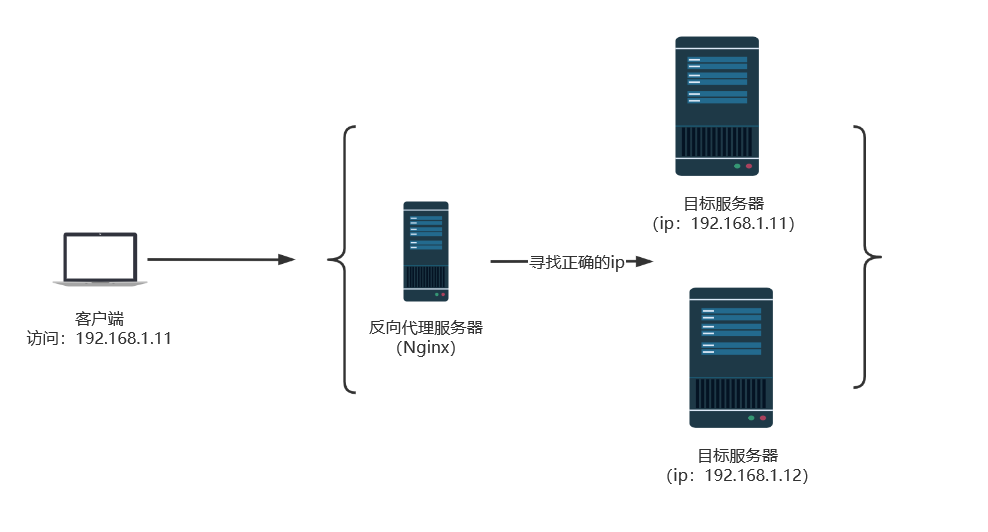 客户端
访问：192.168.1.11
反向代理服务器
（Nginx）
寻找正确的ip
目标服务器
（ip：192.168.1.11）
目标服务器
（ip：192.168.1.12）